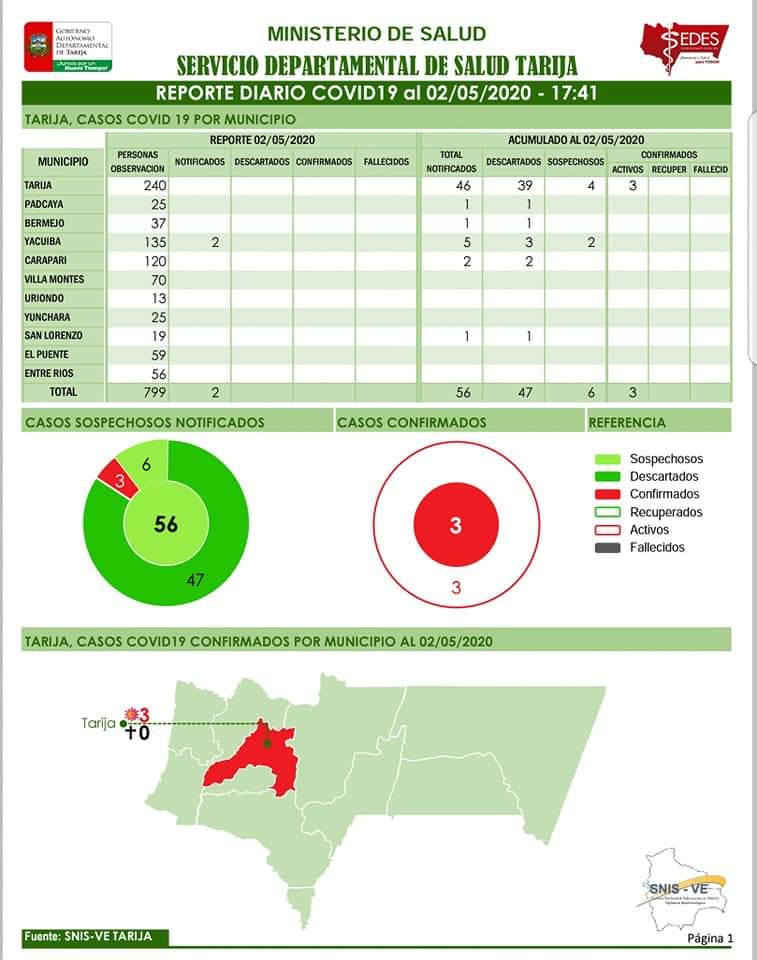 GOBIERNO
AUTÓNOMO
DEPARTAMENTAL
DE TARIJA
MINISTERIO DE SALUD
SERVICIO DEPARTAMENTAL DE SALUD TARIJA
SEDES
REPORTE DIARIO COVID19 al 02/05/2020 - 17:41
TARIJA, CASOS COVID 19 POR MUNICIPIO
REPORTE 02/05/2020 ACUMULADO AL 02/05/2020
MUNICIPIO PERSONAS OBSERVACION NOTIFICADOS DESCARTADOS CONFIRMADOS FALLECIDOS TOTAL NOTIFICADOS DESCARTADOS SOSPECHOSOS CONFIRMADOS
ACTIVOS RECUPER FALLECID
TARIJA 240 46 39 4 3
PADCAYA 25 1 1
BERMEJO 37 1 1
YACUIBA 135 2 5 3 2
CARAPARI 120 2 2
VILLA MONTES 70
URIONDO 13
YUNCHARA 25
SAN LORENZO 19 1 1
EL PUENTE 59
ENTRE RIOS 56
TOTAL 799 2 56 47 6 3
CASOS SOSPECHOSOS NOTIFICADOS CASOS CONFIRMADOS REFERENCIA
6
3
56
47
3
3
Sospechosos
Descartados
Confirmados
Recuperados
Activos
Fallecidos
TARIJA, CASOS COVID19 CONFIRMADOS POR MUNICIPIO AL 02/05/2020
Tarija 3
0
SNIS - VE
Fuente: SNIS-VE TARIJA
Página 1